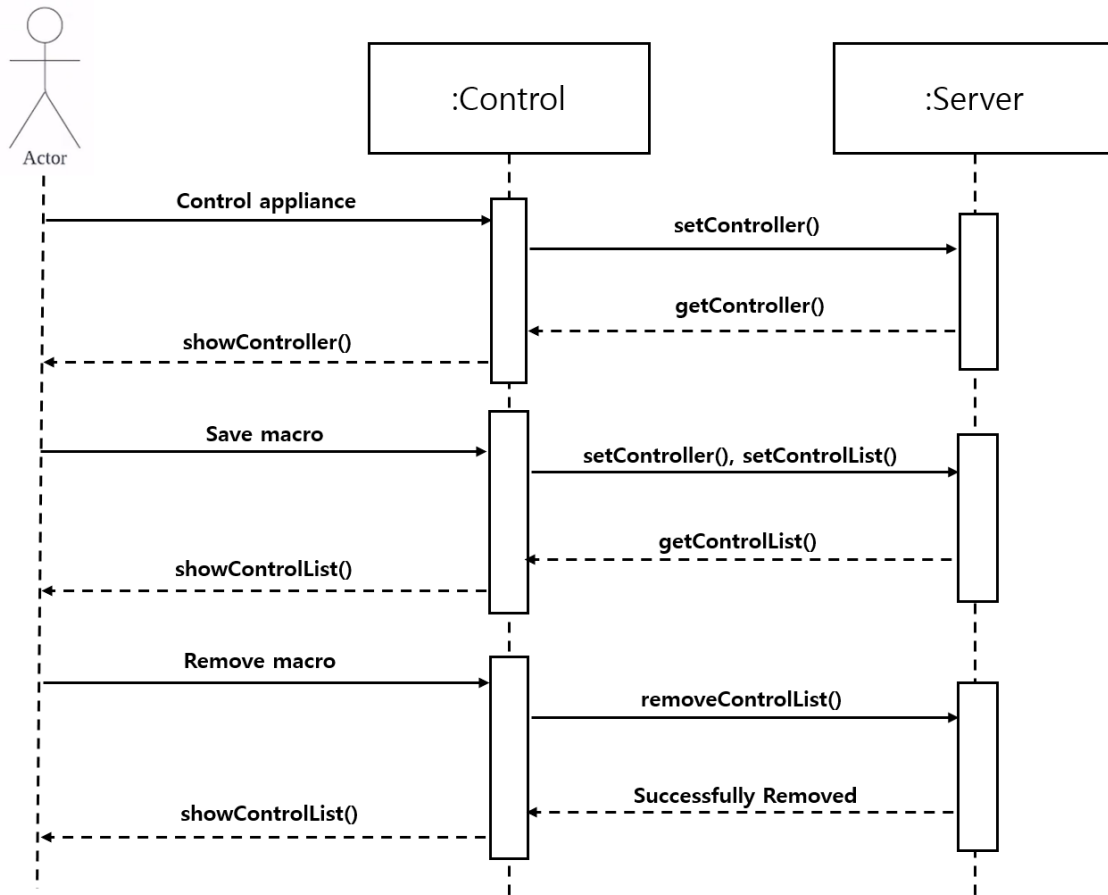 :Control
:Server
Actor
Control appliance
setController()
getController()
showController()
Save macro
setController(), setControlList()
getControlList()
showControlList()
Remove macro
removeControlList()
Successfully Removed
showControlList()